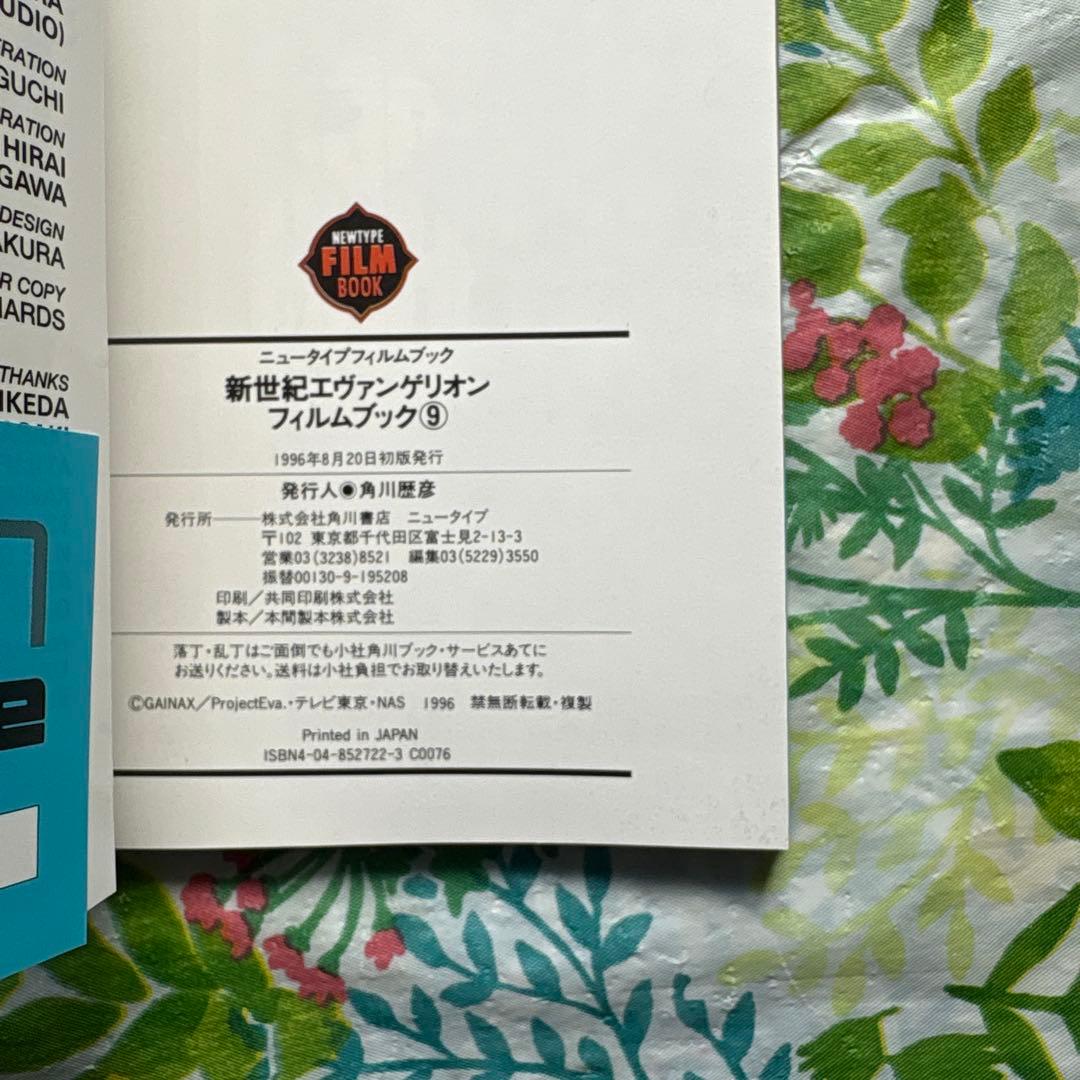 UDIO)
GUCHI
HIRAI
GAWA
DESIGN
AKURA
R COPY
HARDS
THANKS
IKEDA
NEWTYPE
FILM
BOOK
ニュータイプフィルムブック
新世紀エヴァンゲリオン
フィルムブック⑨
1996年8月20日初版発行
発行人◉角川歴彦
発行所――株式会社角川書店 ニュータイプ
〒102 東京都千代田区富士見2-13-3
営業03(3238)8521 編集03(5229)3550
振替00130-9-195208
印刷/共同印刷株式会社
製本/本間製本株式会社
落丁・乱丁はご面倒でも小社角川ブック・サービスあてに
お送りください。送料は小社負担でお取り替えいたします。
©GAINAX/ProjectEva.・テレビ東京・NAS 1996 禁無断転載・複製
Printed in JAPAN
ISBN4-04-852722-3 C0076